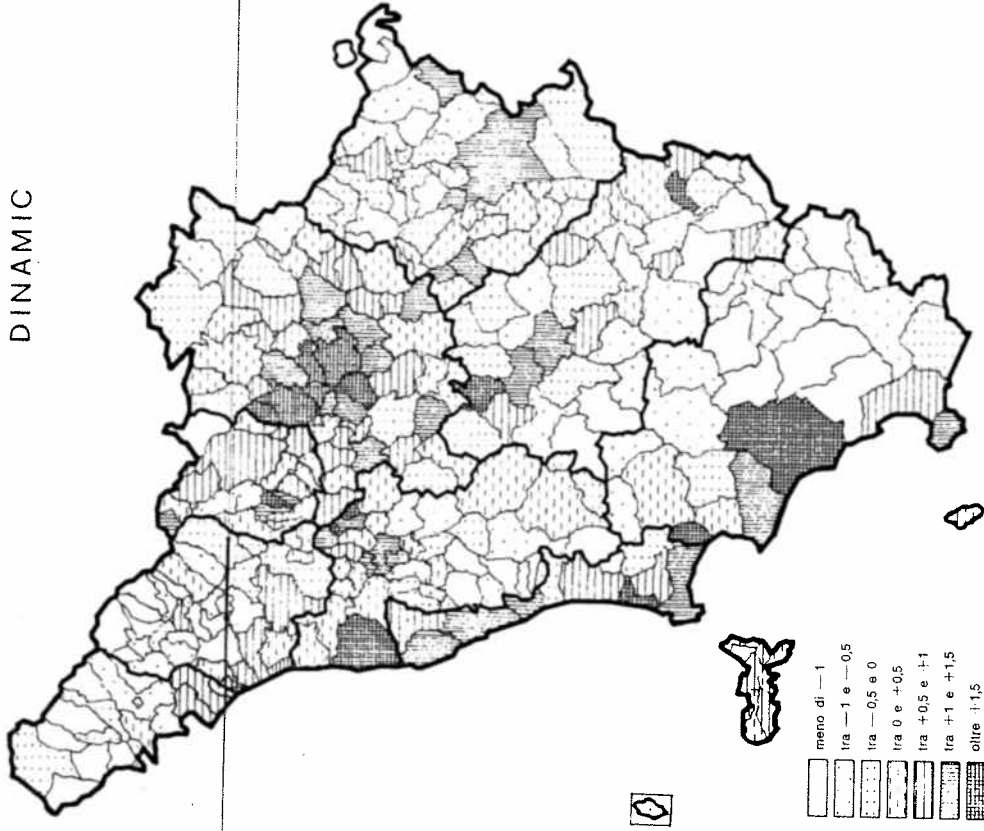 DINAMIC
meno di — 1
tra — 1 e — 0,5
tra — 0,5 e 0
tra 0 e +0,5
tra +0,5 e +1
tra +1 e +1,5
oltre +1,5